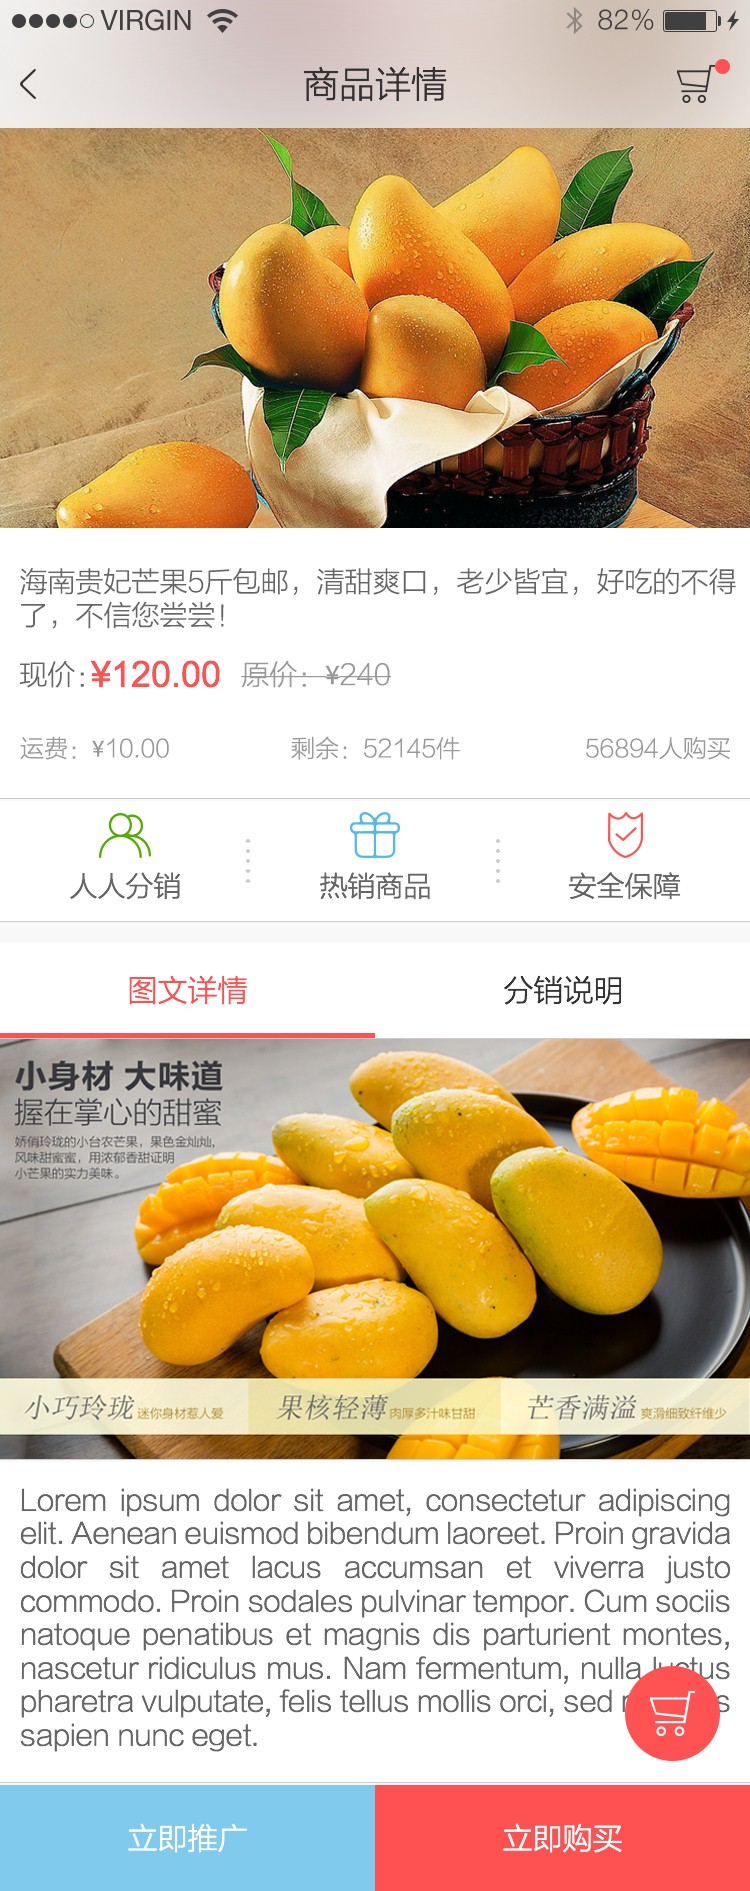 VIRGIN 82%
商品详情
海南贵妃芒果5斤包邮，清甜爽口，老少皆宜，好吃的不得
了，不信您尝尝！
现价：¥120.00 原价：¥240
运费：¥10.00 剩余：52145件 56894人购买
人人分销 热销商品 安全保障
图文详情 分销说明
小身材 大味道
握在掌心的甜蜜
娇俏玲珑的小台农芒果，果色金灿灿，
风味甜蜜蜜，用浓郁香甜证明
小芒果的实力美味。
小巧玲珑 迷你身材惹人爱 果核轻薄 肉厚多汁味甘甜 芒香满溢 爽滑细致纤维少
Lorem ipsum dolor sit amet, consectetur adipiscing
elit. Aenean euismod bibendum laoreet. Proin gravida
dolor sit amet lacus accumsan et viverra justo
commodo. Proin sodales pulvinar tempor. Cum sociis
natoque penatibus et magnis dis parturient montes,
nascetur ridiculus mus. Nam fermentum, nulla luctus
pharetra vulputate, felis tellus mollis orci, sed
sapien nunc eget.
立即推广 立即购买